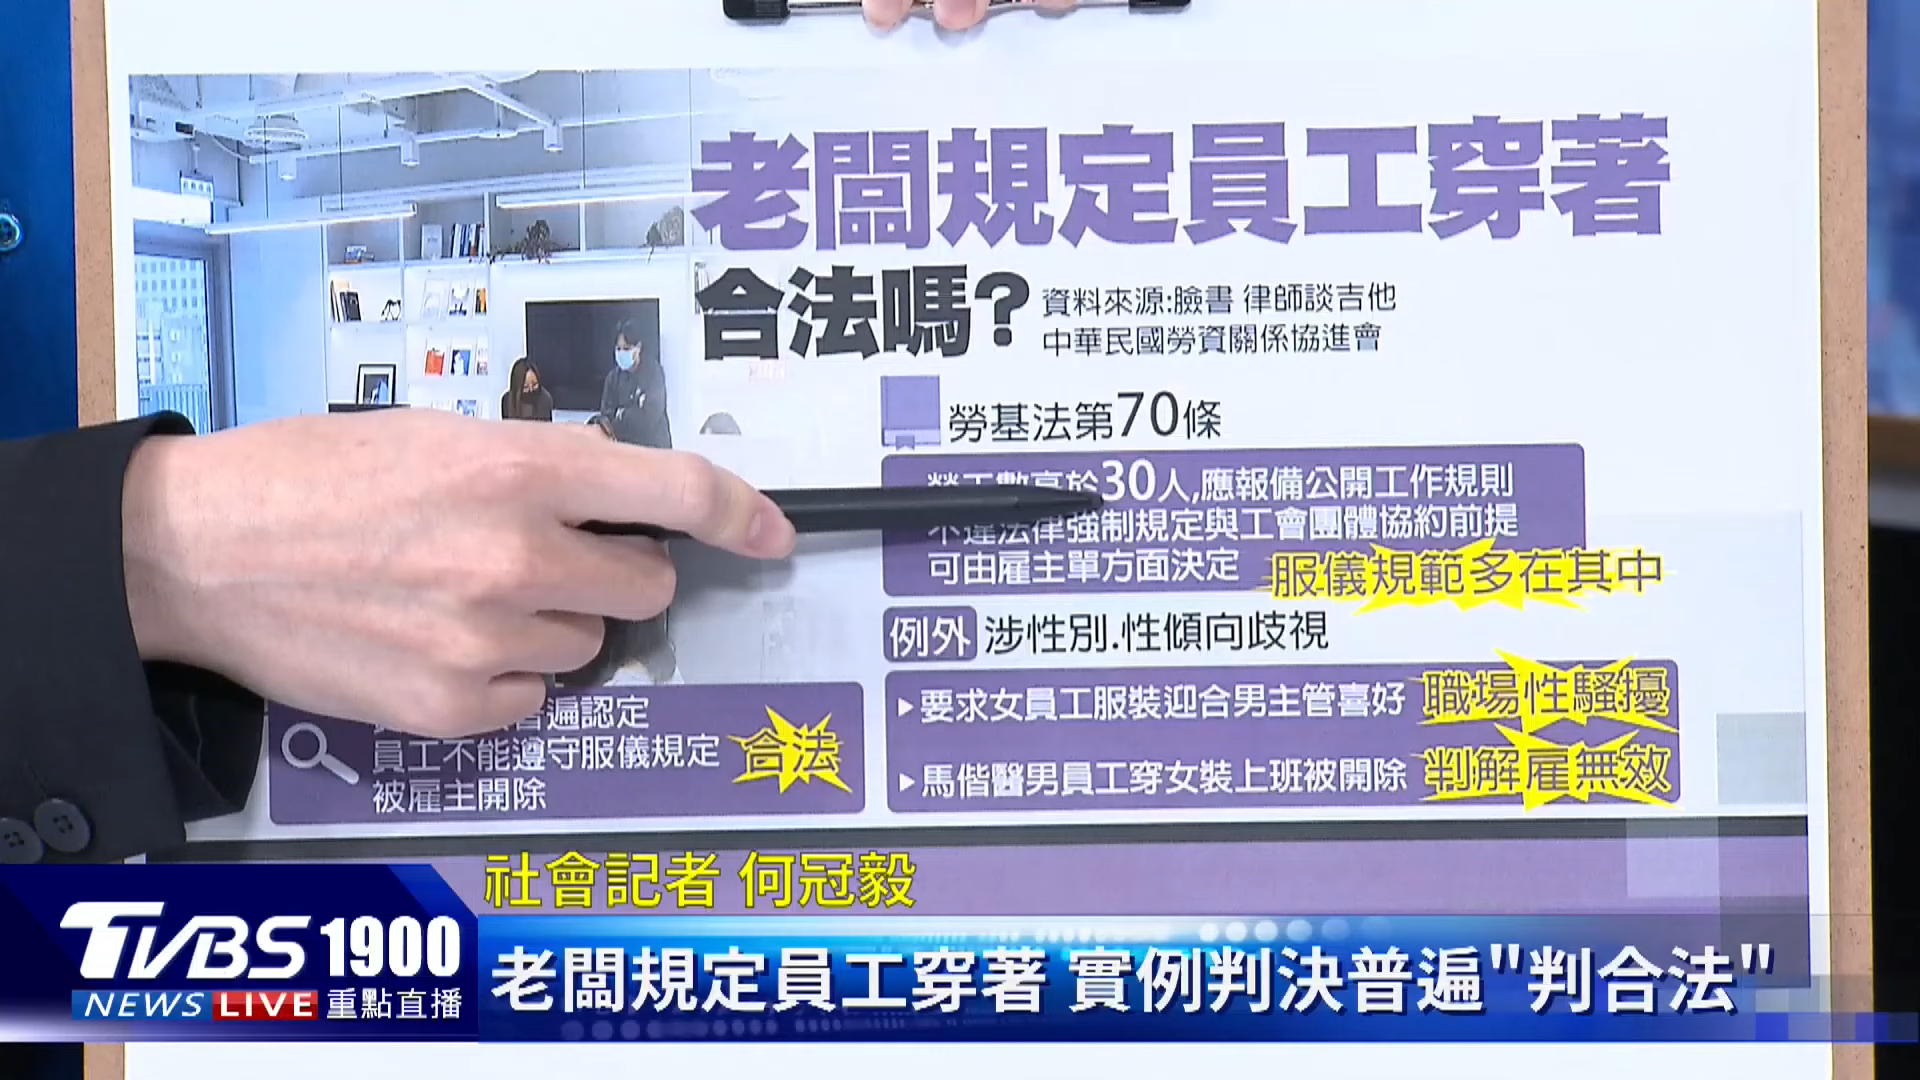 老闆規定員工穿著
合法嗎?
資料來源:臉書 律師談吉他
中華民國勞資關係協進會
勞基法第70條
30人,應報備公開工作規則
不違法律強制規定與工會團體協約前提
可由雇主單方面決定
服儀規範多在其中
例外 涉性別.性傾向歧視
▸要求女員工服裝迎合男主管喜好 職場性騷擾
▸馬偕醫男員工穿女裝上班被開除 判解雇無效
普遍認定
員工不能遵守服儀規定
被雇主開除
合法
社會記者 何冠毅
TVBS 1900
NEWS LIVE 重點直播
老闆規定員工穿著 實例判決普遍"判合法"